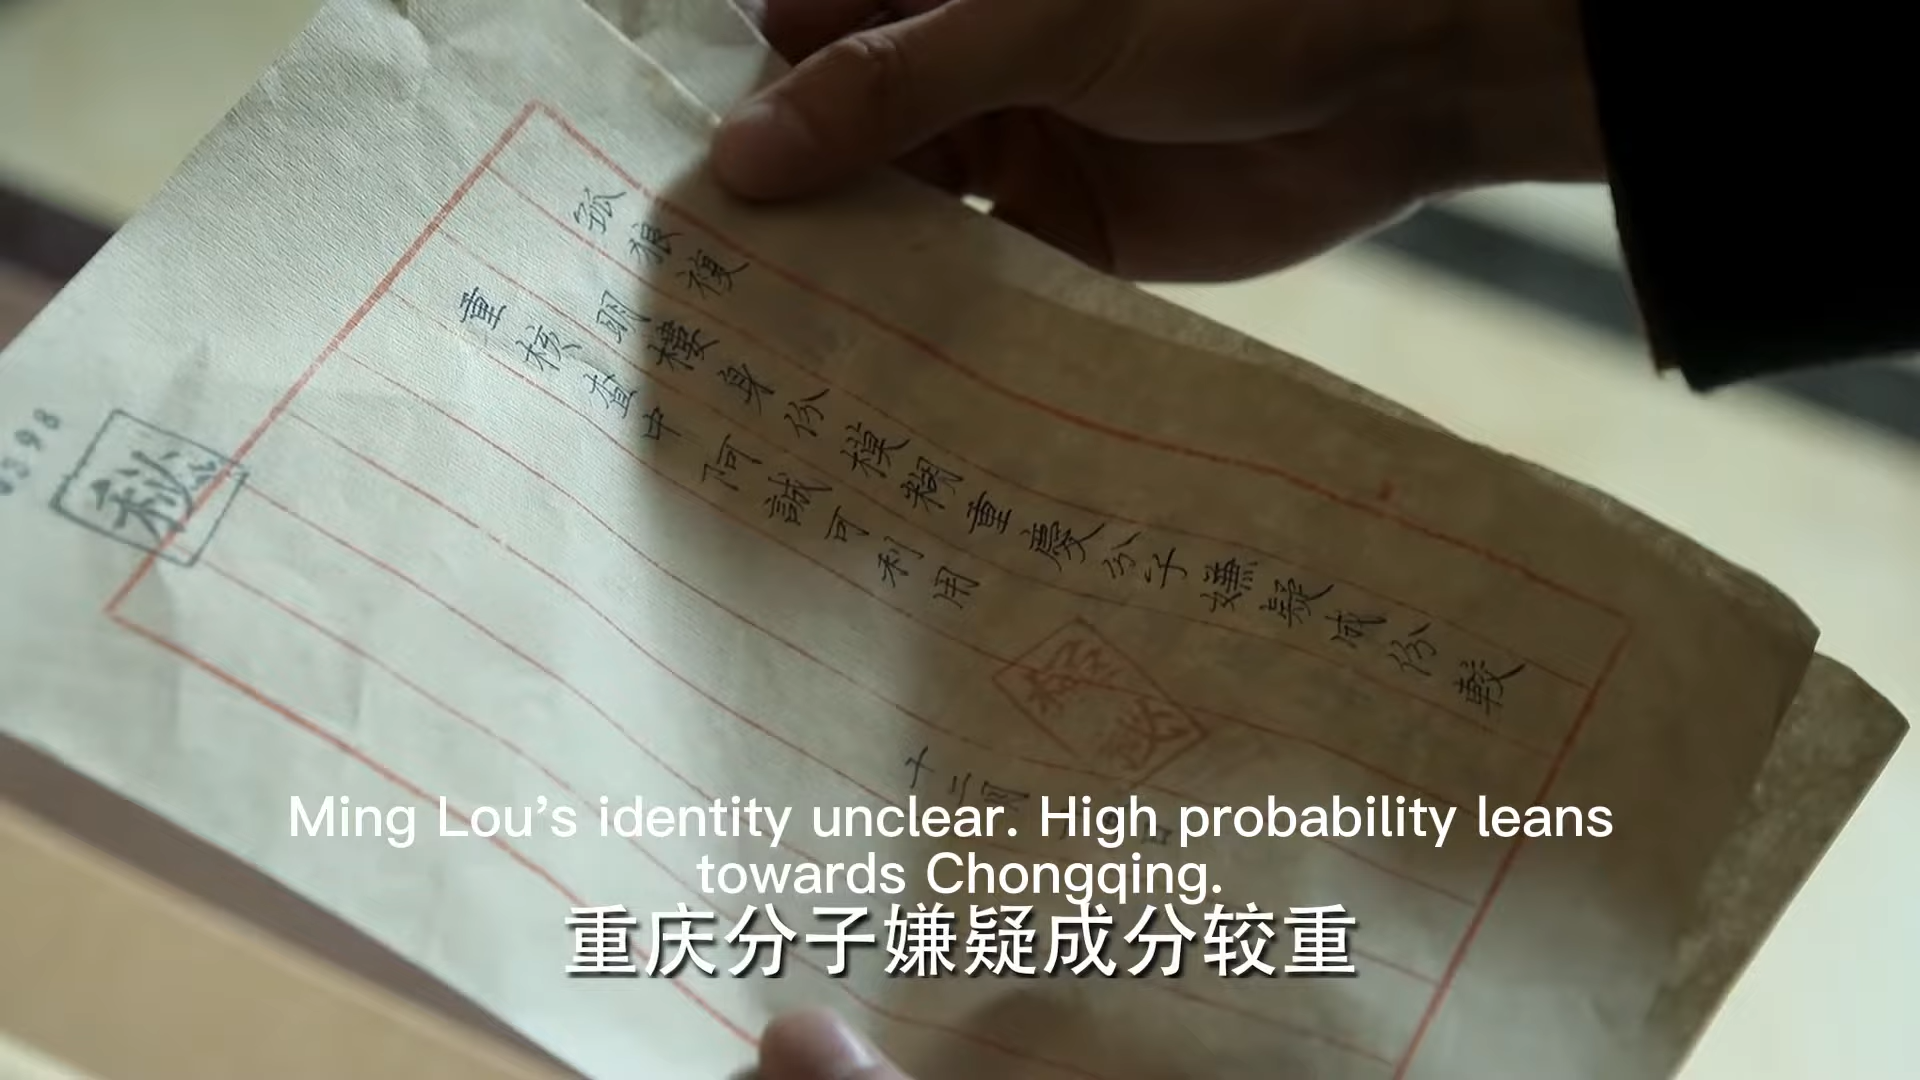 孤狼複
明樓身份模糊重慶分子嫌疑成份較
重核查中阿誠可利用
十二月
秘
Ming Lou’s identity unclear. High probability leans
towards Chongqing.
重庆分子嫌疑成分较重